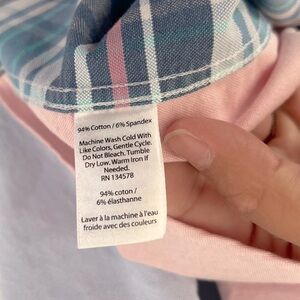 94% Cotton / 6% Spandex
Machine Wash Cold With
Like Colors, Gentle Cycle.
Do Not Bleach. Tumble
Dry Low. Warm Iron If
Needed.
RN 134578
94% coton /
6% élasthanne
Laver à la machine à l'eau
froide avec des couleurs